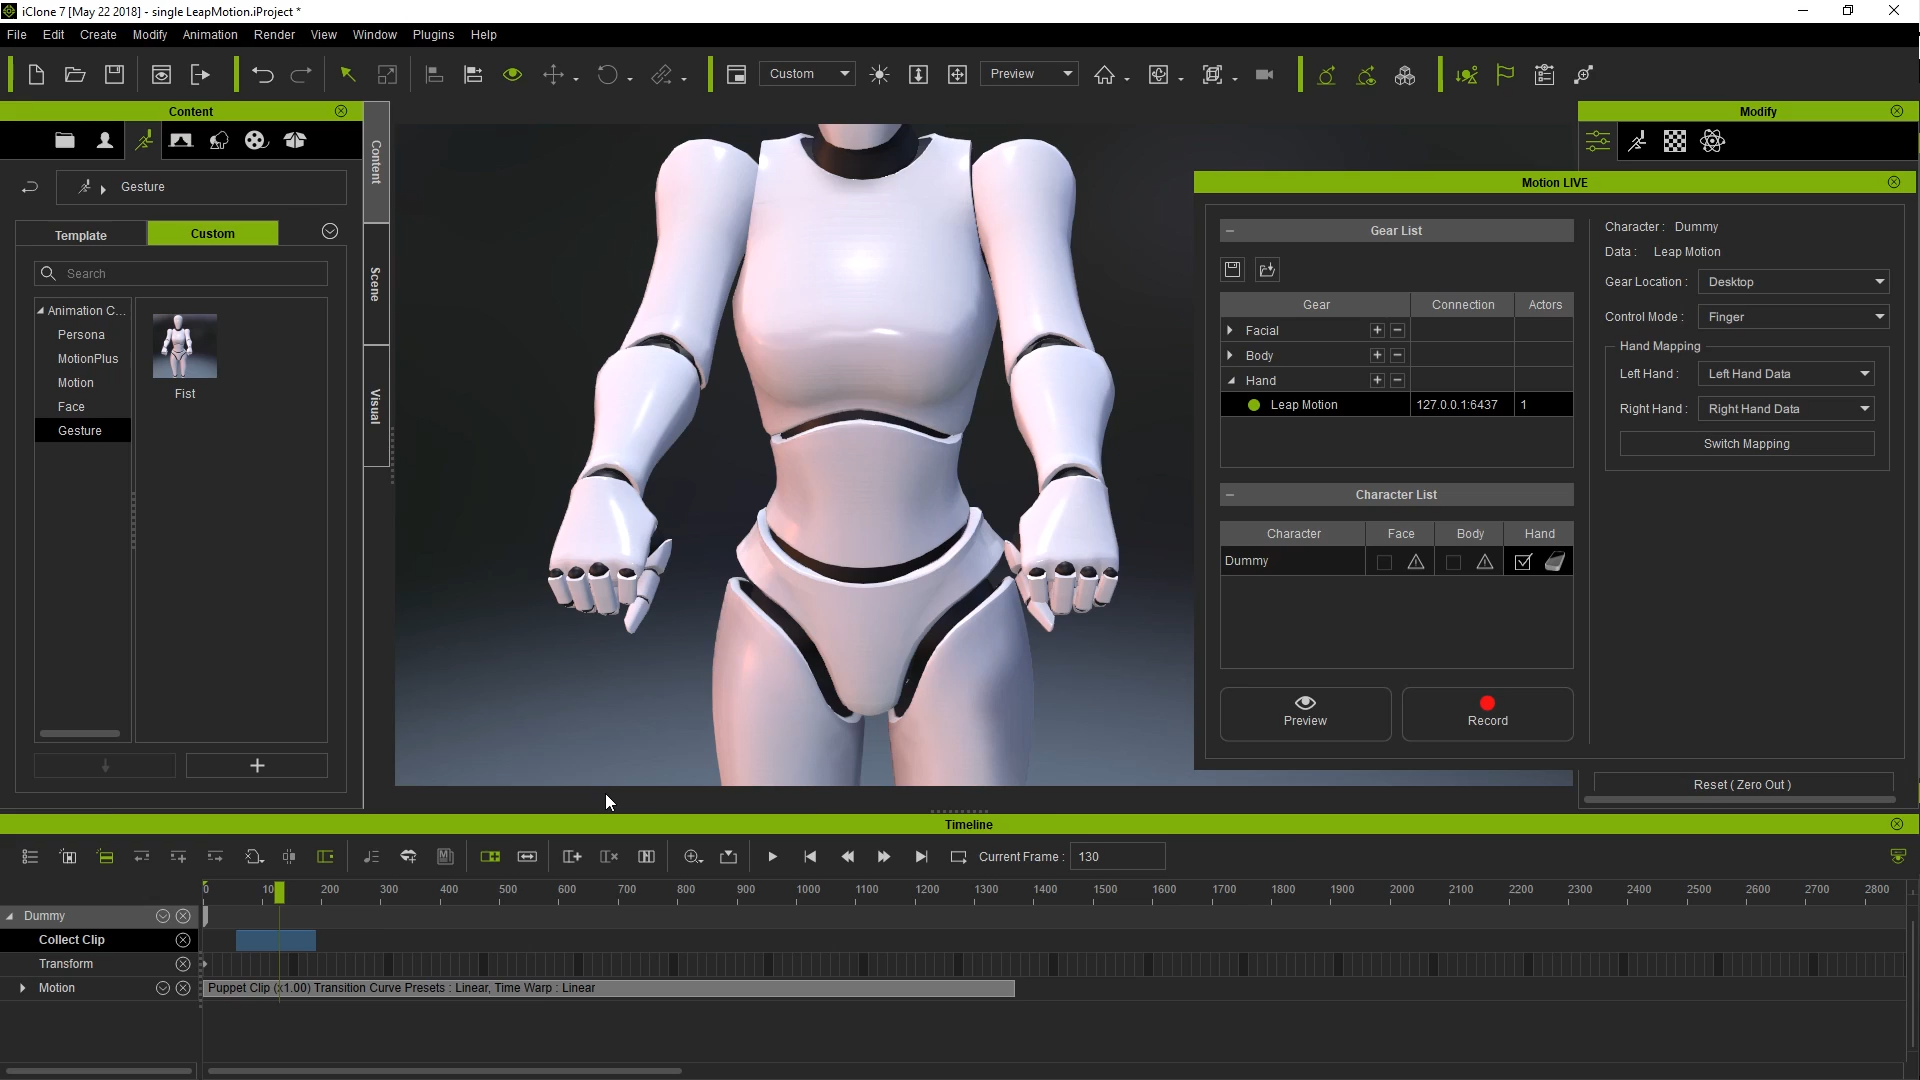 iClone 7 [May 22 2018] - single LeapMotion.iProject *
File Edit Create Modify Animation Render View Window Plugins Help
Custom
Preview
Content
Gesture
Template
Custom
Search
Animation C...
Persona
MotionPlus
Motion
Face
Gesture
Fist
Content
Scene
Visual
Modify
Motion LIVE
Gear List
Gear Connection Actors
Facial
Body
Hand
Leap Motion 127.0.0.1:6437 1
Character List
Character Face Body Hand
Dummy
Preview
Record
Character : Dummy
Data : Leap Motion
Gear Location : Desktop
Control Mode : Finger
Hand Mapping
Left Hand : Left Hand Data
Right Hand : Right Hand Data
Switch Mapping
Reset ( Zero Out )
Timeline
Current Frame : 130
0 10 200 300 400 500 600 700 800 900 1000 1100 1200 1300 1400 1500 1600 1700 1800 1900 2000 2100 2200 2300 2400 2500 2600 2700 2800
Dummy
Collect Clip
Transform
Motion
Puppet Clip (x1.00) Transition Curve Presets : Linear, Time Warp : Linear